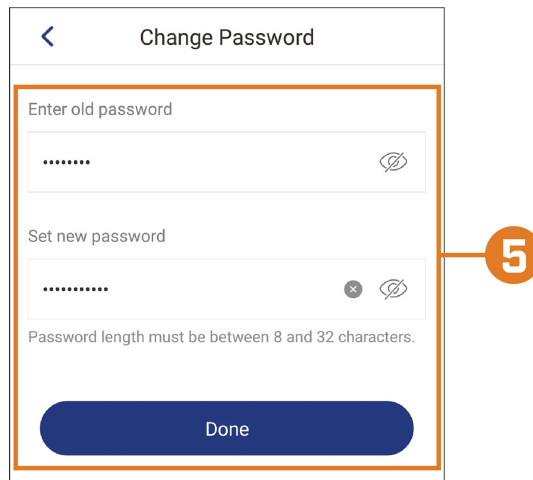 Change Password
Enter old password
••••••••
Set new password
•••••••••••
Password length must be between 8 and 32 characters.
Done
5